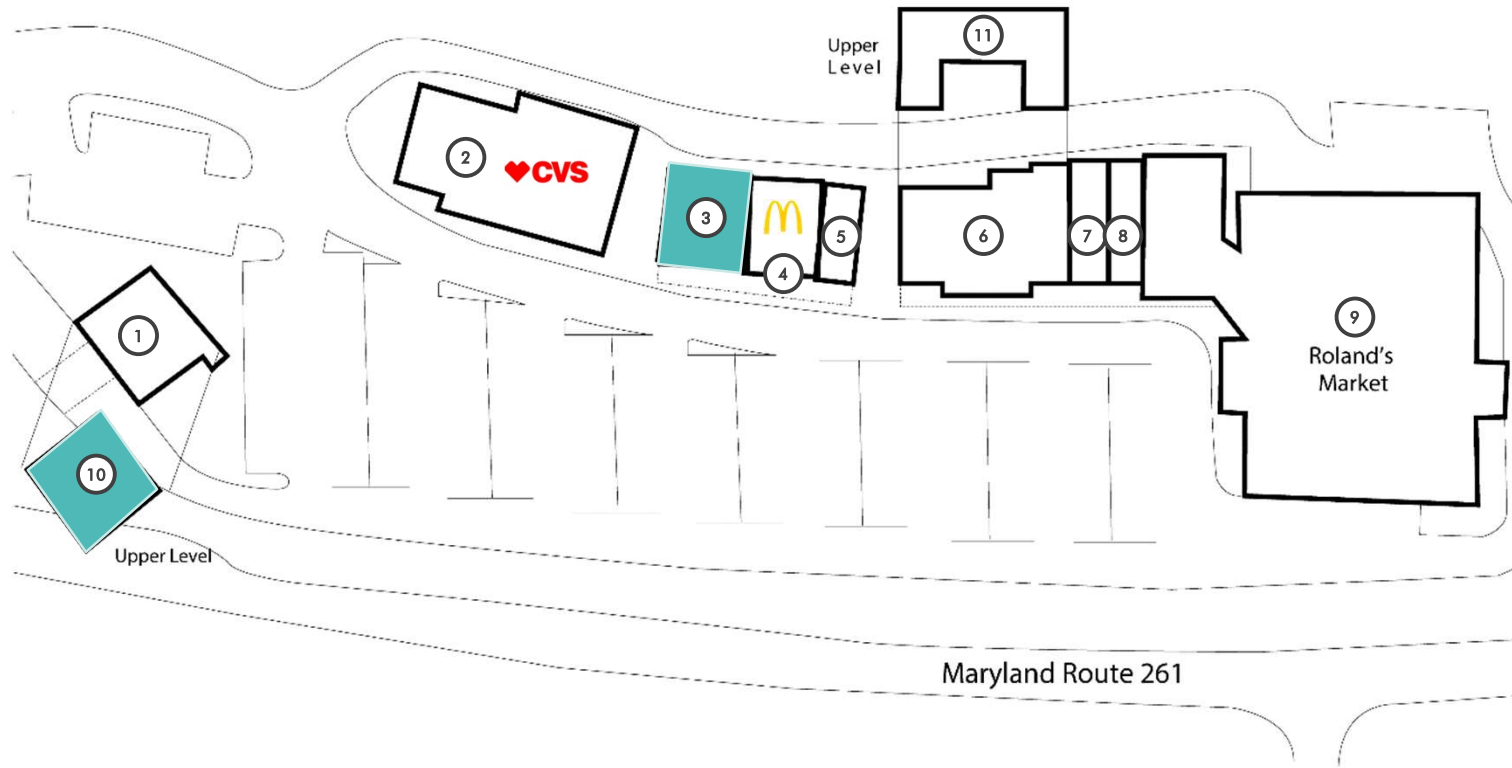 11
Upper
Level
2
CVS
3
4
5
6
7
8
9
Roland's
Market
1
10
Upper Level
Maryland Route 261